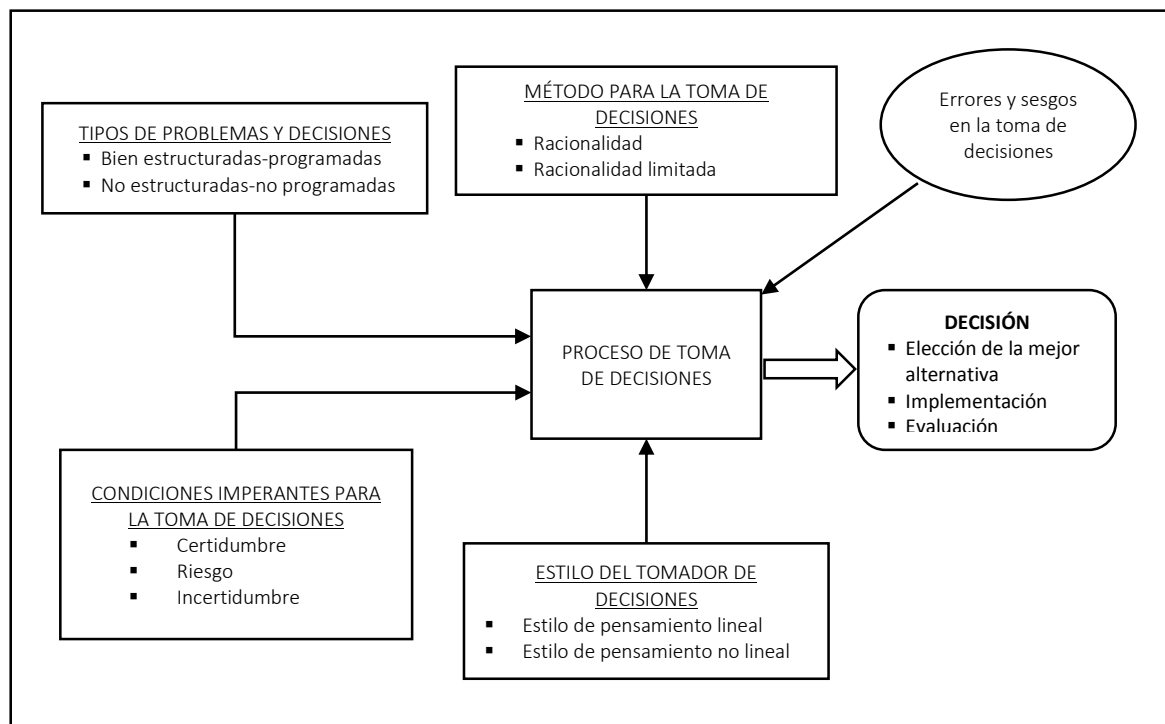 TIPOS DE PROBLEMAS Y DECISIONES
▪ Bien estructuradas-programadas
▪ No estructuradas-no programadas
MÉTODO PARA LA TOMA DE
DECISIONES
▪ Racionalidad
▪ Racionalidad limitada
Errores y sesgos
en la toma de
decisiones
PROCESO DE TOMA
DE DECISIONES
DECISIÓN
▪ Elección de la mejor
alternativa
▪ Implementación
▪ Evaluación
CONDICIONES IMPERANTES PARA
LA TOMA DE DECISIONES
▪ Certidumbre
▪ Riesgo
▪ Incertidumbre
ESTILO DEL TOMADOR DE
DECISIONES
▪ Estilo de pensamiento lineal
▪ Estilo de pensamiento no lineal